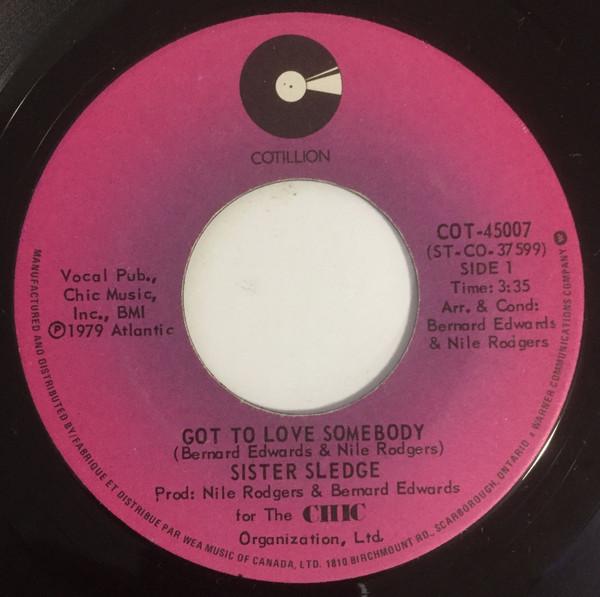 COTILLION
COT-45007
(ST-CO-37599)
SIDE 1
Time: 3:35
Arr. & Cond:
Bernard Edwards
& Nile Rodgers
Vocal Pub.,
Chic Music,
Inc., BMI
℗1979 Atlantic
GOT TO LOVE SOMEBODY
(Bernard Edwards & Nile Rodgers)
SISTER SLEDGE
Prod: Nile Rodgers & Bernard Edwards
for The CHIC
Organization, Ltd.
MANUFACTURED AND DISTRIBUTED BY/FABRIQUE ET DISTRIBUE PAR WEA MUSIC OF CANADA, LTD. 1810 BIRCHMOUNT RD., SCARBOROUGH, ONTARIO • WARNER COMMUNICATIONS COMPANY